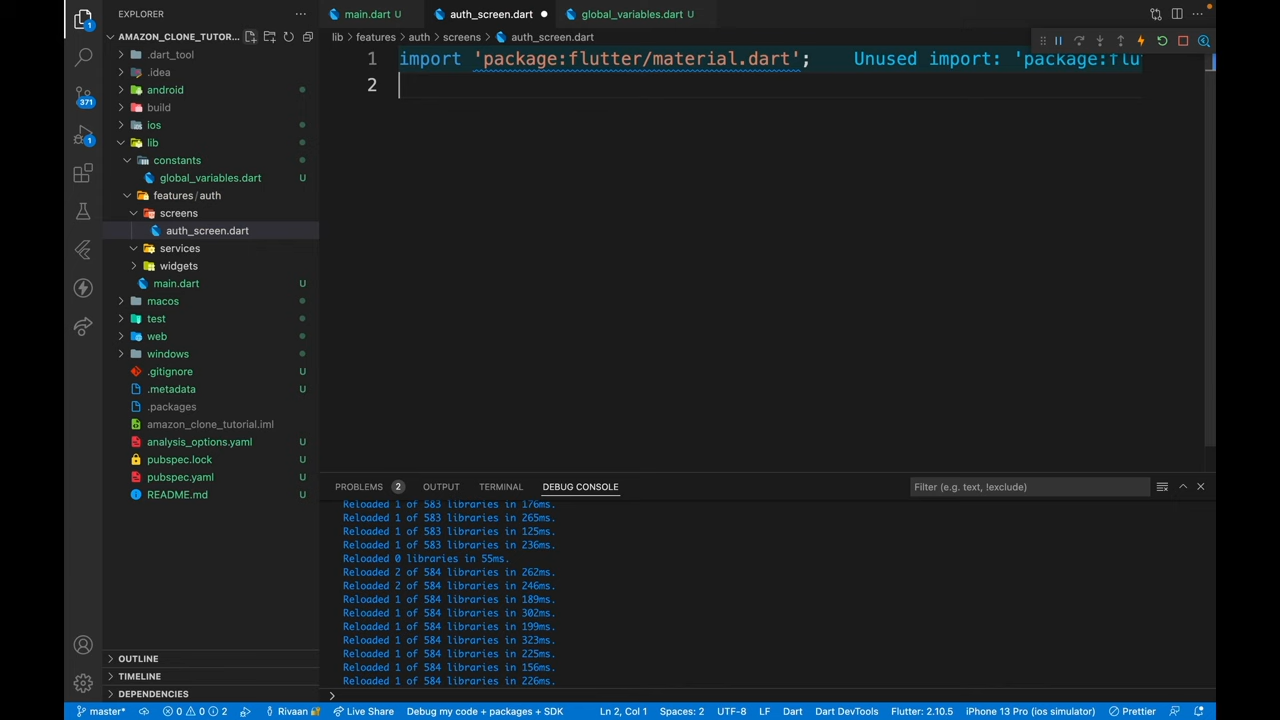 EXPLORER
main.dart U
auth_screen.dart
global_variables.dart U
AMAZON_CLONE_TUTOR...
lib > features > auth > screens > auth_screen.dart
.dart_tool
.idea
android
build
ios
lib
constants
global_variables.dart U
features / auth
screens
auth_screen.dart
services
widgets
main.dart U
macos
test
web
windows
.gitignore U
.metadata U
.packages
amazon_clone_tutorial.iml
analysis_options.yaml U
pubspec.lock U
pubspec.yaml U
README.md U
OUTLINE
TIMELINE
DEPENDENCIES
1
371
1
1 import 'package:flutter/material.dart'; Unused import: 'package:flu
2
PROBLEMS 2 OUTPUT TERMINAL DEBUG CONSOLE
Filter (e.g. text, !exclude)
Reloaded 1 of 583 libraries in 176ms.
Reloaded 1 of 583 libraries in 265ms.
Reloaded 1 of 583 libraries in 125ms.
Reloaded 1 of 583 libraries in 236ms.
Reloaded 0 libraries in 55ms.
Reloaded 2 of 584 libraries in 262ms.
Reloaded 2 of 584 libraries in 246ms.
Reloaded 1 of 584 libraries in 189ms.
Reloaded 1 of 584 libraries in 302ms.
Reloaded 1 of 584 libraries in 199ms.
Reloaded 1 of 584 libraries in 323ms.
Reloaded 1 of 584 libraries in 225ms.
Reloaded 1 of 584 libraries in 156ms.
Reloaded 1 of 584 libraries in 226ms.
>
master* 0 0 2 Rivaan Live Share Debug my code + packages + SDK Ln 2, Col 1 Spaces: 2 UTF-8 LF Dart Dart DevTools Flutter: 2.10.5 iPhone 13 Pro (ios simulator) Prettier